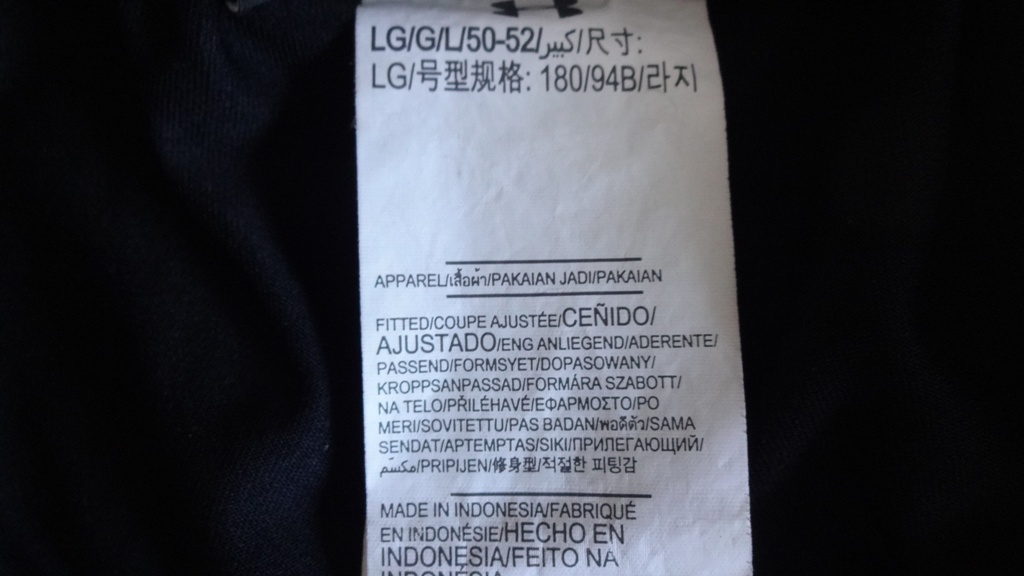 LG/G/L/50-52/كبير/尺寸:
LG/号型规格: 180/94B/라지
APPAREL/เสื้อผ้า/PAKAIAN JADI/PAKAIAN
FITTED/COUPE AJUSTÉE/CEÑIDO/
AJUSTADO/ENG ANLIEGEND/ADERENTE/
PASSEND/FORMSYET/DOPASOWANY/
KROPPSANPASSAD/FORMÁRA SZABOTT/
NA TELO/PŘILÉHAVÉ/ΕΦΑΡΜΟΣΤΟ/PO
MERI/SOVITETTU/PAS BADAN/พอดีตัว/SAMA
SENDAT/APTEMPTAS/SIKI/ПРИЛЕГАЮЩИЙ/
مكسّم/PRIPIJEN/修身型/적절한 피팅감
MADE IN INDONESIA/FABRIQUÉ
EN INDONÉSIE/HECHO EN
INDONESIA/FEITO NA
INDONÉSIA